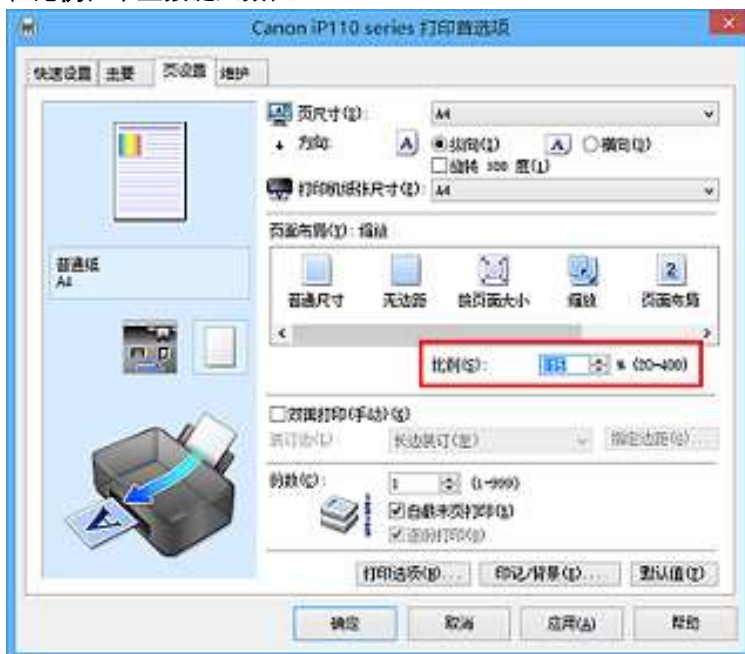 Canon iP110 series 打印首选项
快速设置 主要 页设置 维护
页尺寸(Z): A4
方向: A 纵向(I) A 横向(Q)
打印机纸张尺寸(E): A4
页面布局(Y): 缩放
普通尺寸 无边距 按页面大小 缩放 页面布局
普通纸
A4
比例(S): % (20-400)
双面打印(手动)(X)
装订边(L) 长边装订(左) 指定边距(G)...
份数(C): 1 (1-999)
自最末页打印(R)
逐份打印(O)
打印选项(N)... 印记/背景(P)... 默认值(T)
确定 取消 应用(A) 帮助